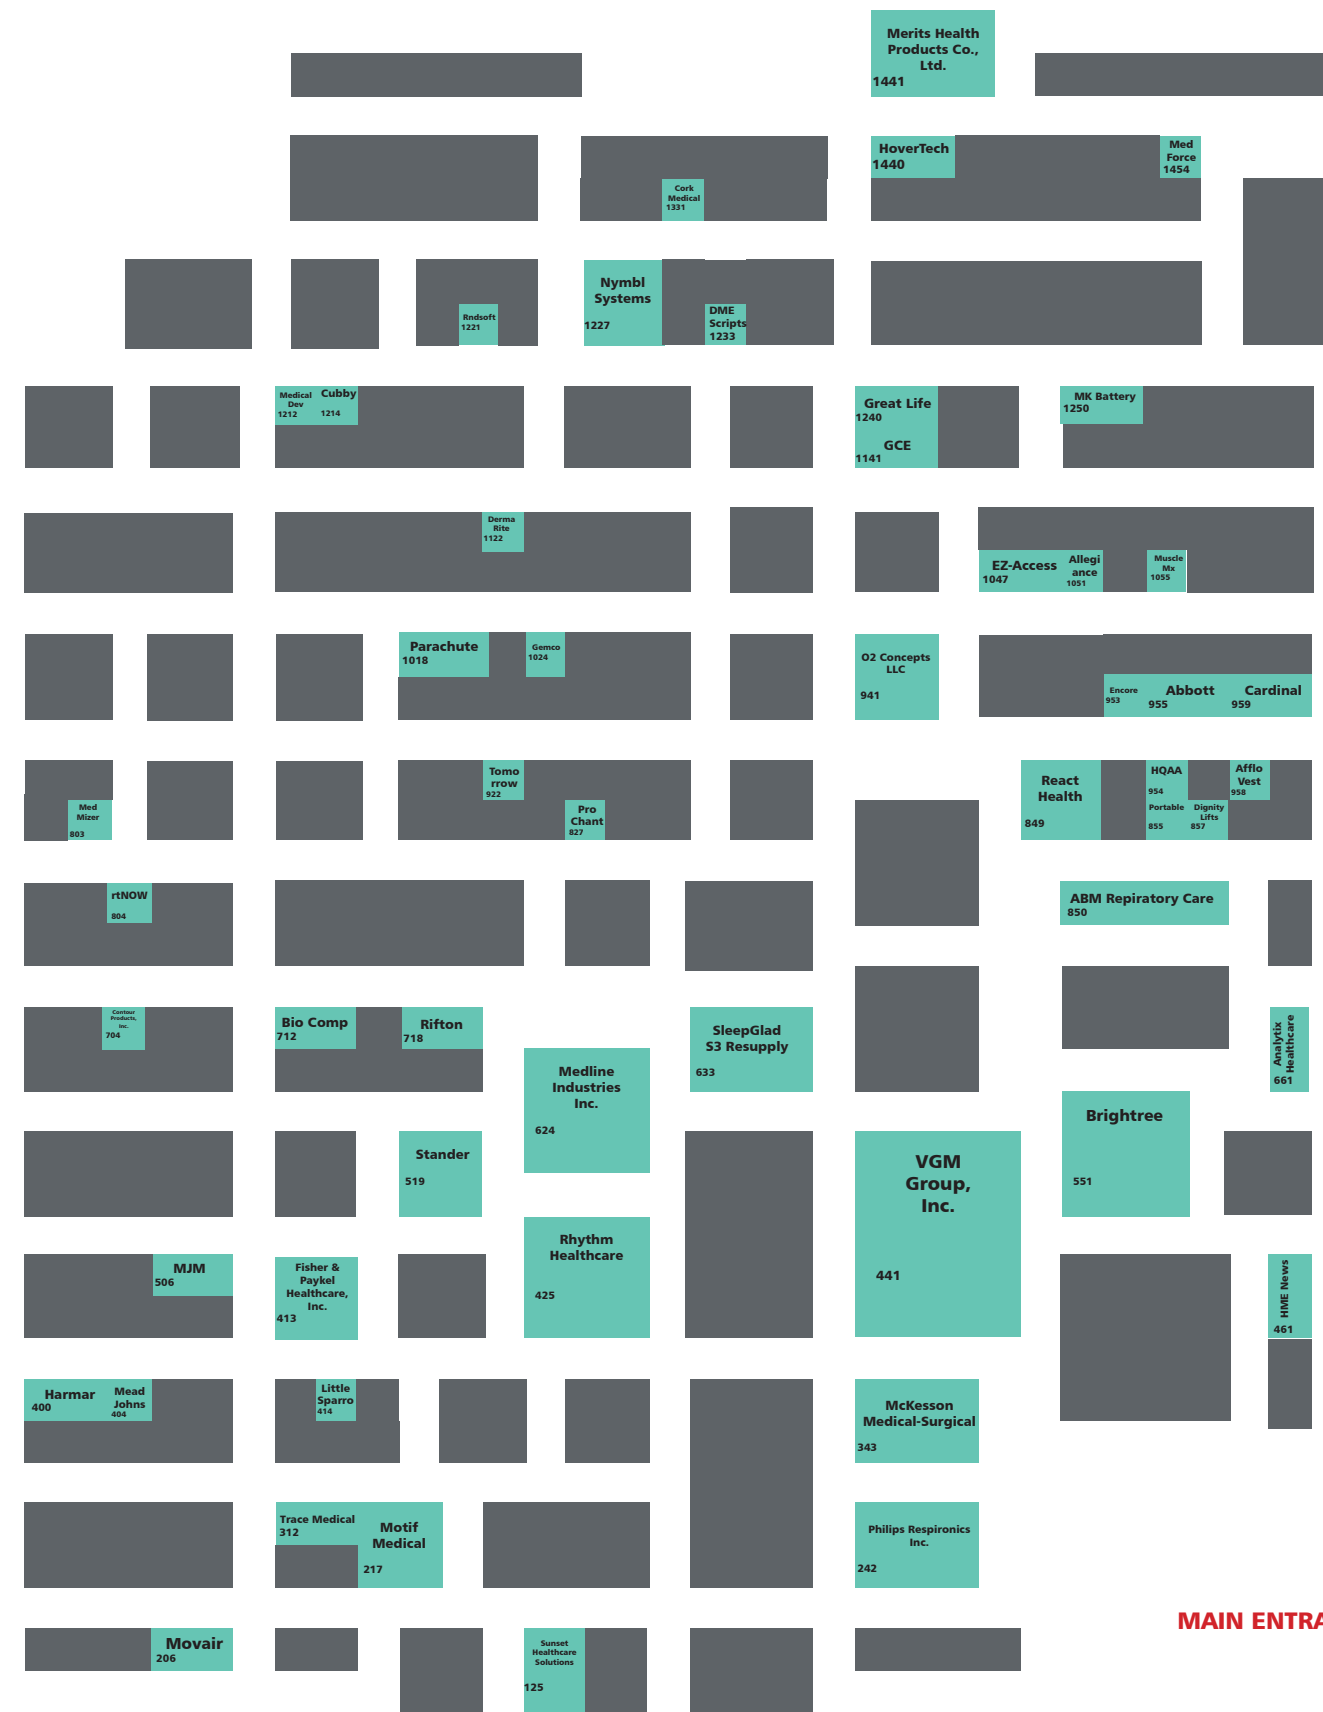 Merits Health
Products Co.,
Ltd.
1441
HoverTech
1440
Med
Force
1454
Cork
Medical
1331
Nymbl
Systems
1227
DME
Scripts
1233
Rndsoft
1221
Medical
Dev
1212
Cubby
1214
Great Life
1240
GCE
1141
MK Battery
1250
Derma
Rite
1122
EZ-Access
1047
Allegi
ance
1051
Muscle
Mx
1055
Parachute
1018
Gemco
1024
O2 Concepts
LLC
941
Encore
953
Abbott
955
Cardinal
959
Med
Mizer
803
Tomo
rrow
922
Pro
Chant
827
React
Health
849
HQAA
954
Afflo
Vest
958
Portable
855
Dignity
Lifts
857
rtNOW
804
ABM Repiratory Care
850
Contour
Products,
Inc.
704
Bio Comp
712
Rifton
718
Medline
Industries
Inc.
624
SleepGlad
S3 Resupply
633
Analytix
Healthcare
661
Stander
519
VGM
Group,
Inc.
441
Brightree
551
MJM
506
Fisher &
Paykel
Healthcare,
Inc.
413
Rhythm
Healthcare
425
HME News
461
Harmar
400
Mead
Johns
404
Little
Sparro
414
McKesson
Medical-Surgical
343
Trace Medical
312
Motif
Medical
217
Philips Respironics
Inc.
242
MAIN ENTRA
Movair
206
Sunset
Healthcare
Solutions
125